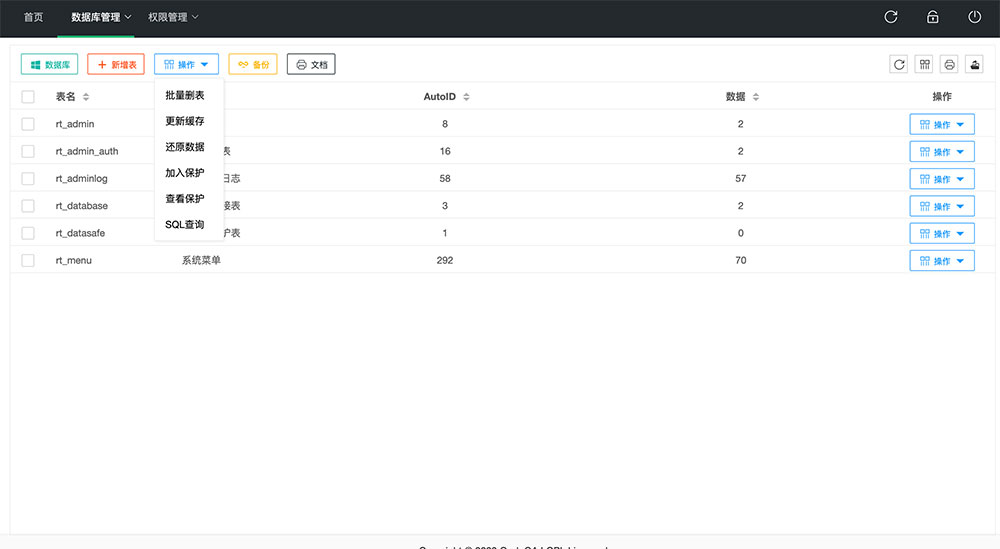 首页 数据库管理 权限管理
数据库 新增表 操作 备份 文档
批量删表
更新缓存
还原数据
加入保护
查看保护
SQL查询
表名 AutoID 数据 操作
rt_admin 8 2 操作
rt_admin_auth 表 16 2 操作
rt_adminlog 日志 58 57 操作
rt_database 接表 3 2 操作
rt_datasafe 护表 1 0 操作
rt_menu 系统菜单 292 70 操作